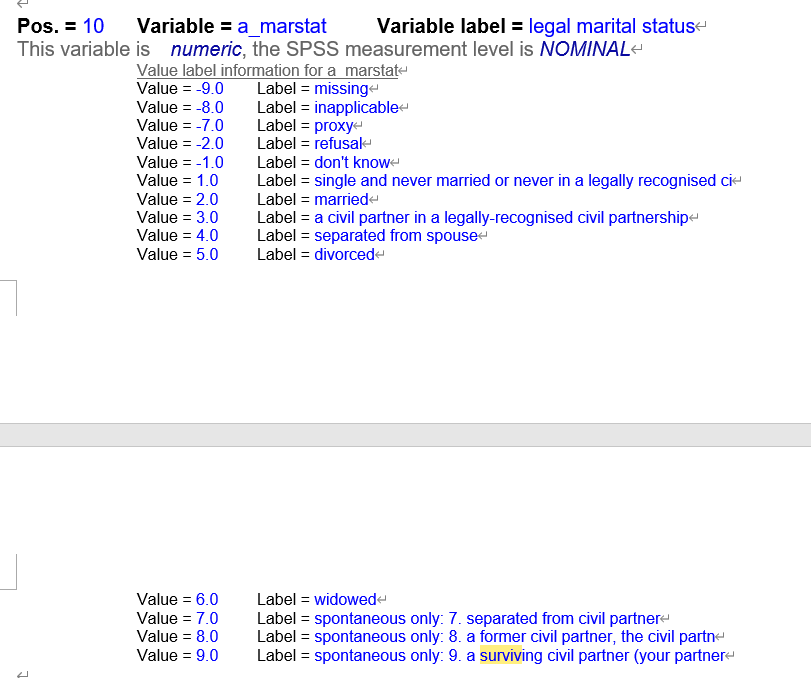 Pos. = 10 Variable = a_marstat Variable label = legal marital status
This variable is numeric, the SPSS measurement level is NOMINAL
Value label information for a_marstat
Value = -9.0 Label = missing
Value = -8.0 Label = inapplicable
Value = -7.0 Label = proxy
Value = -2.0 Label = refusal
Value = -1.0 Label = don't know
Value = 1.0 Label = single and never married or never in a legally recognised ci
Value = 2.0 Label = married
Value = 3.0 Label = a civil partner in a legally-recognised civil partnership
Value = 4.0 Label = separated from spouse
Value = 5.0 Label = divorced
Value = 6.0 Label = widowed
Value = 7.0 Label = spontaneous only: 7. separated from civil partner
Value = 8.0 Label = spontaneous only: 8. a former civil partner, the civil partn
Value = 9.0 Label = spontaneous only: 9. a surviving civil partner (your partner